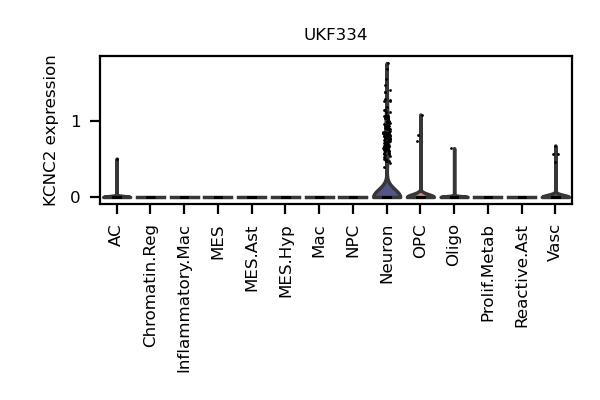 UKF334
KCNC2 expression
1
0
AC
Chromatin.Reg
Inflammatory.Mac
MES
MES.Ast
MES.Hyp
Mac
NPC
Neuron
OPC
Oligo
Prolif.Metab
Reactive.Ast
Vasc